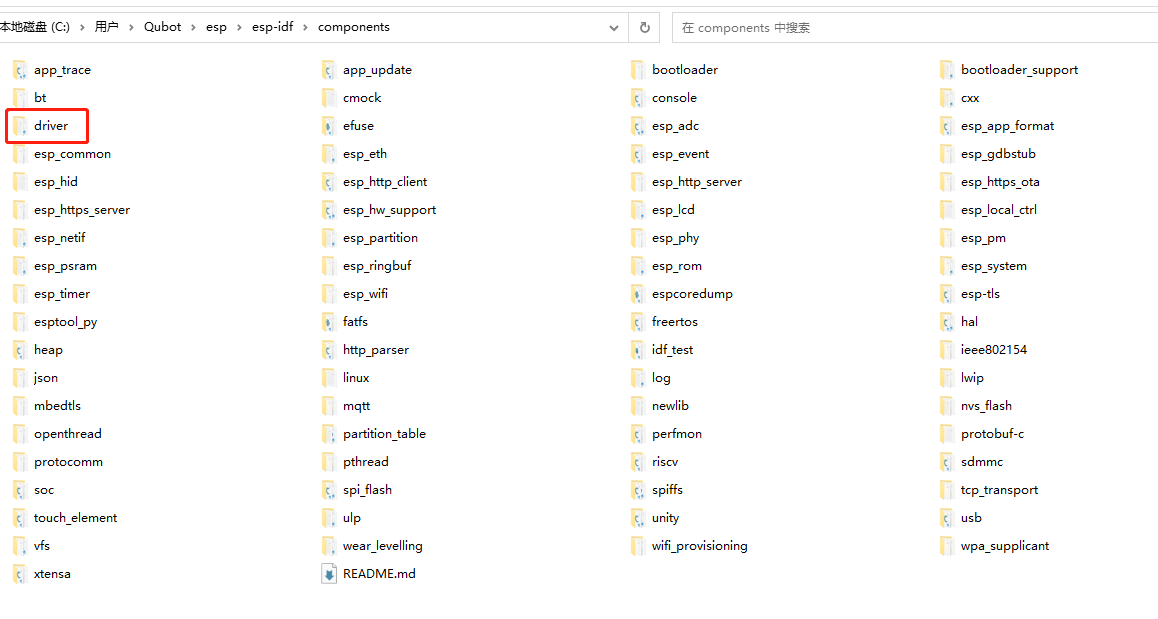 本地磁盘 (C:) › 用户 › Qubot › esp › esp-idf › components 在 components 中搜索
app_trace app_update bootloader bootloader_support
bt cmock console cxx
driver efuse esp_adc esp_app_format
esp_common esp_eth esp_event esp_gdbstub
esp_hid esp_http_client esp_http_server esp_https_ota
esp_https_server esp_hw_support esp_lcd esp_local_ctrl
esp_netif esp_partition esp_phy esp_pm
esp_psram esp_ringbuf esp_rom esp_system
esp_timer esp_wifi espcoredump esp-tls
esptool_py fatfs freertos hal
heap http_parser idf_test ieee802154
json linux log lwip
mbedtls mqtt newlib nvs_flash
openthread partition_table perfmon protobuf-c
protocomm pthread riscv sdmmc
soc spi_flash spiffs tcp_transport
touch_element ulp unity usb
vfs wear_levelling wifi_provisioning wpa_supplicant
xtensa README.md